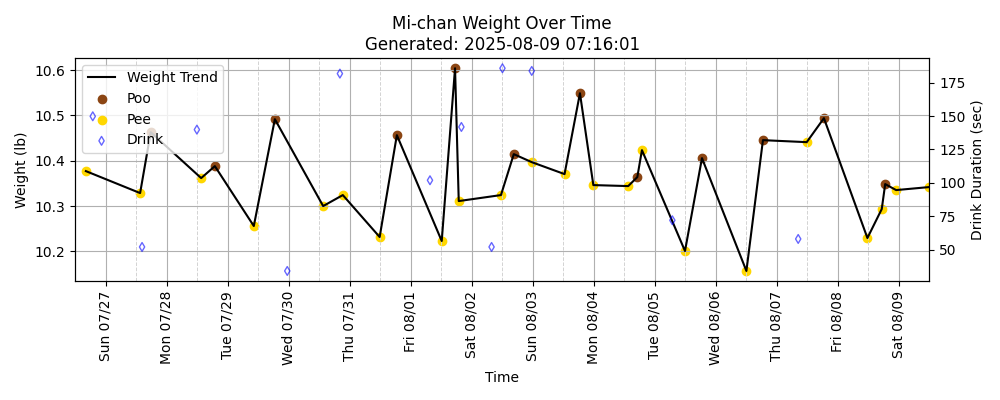 Mi-chan Weight Over Time
Generated: 2025-08-09 07:16:01
Weight Trend
Poo
Pee
Drink
Weight (lb)
10.6
10.5
10.4
10.3
10.2
Drink Duration (sec)
175
150
125
100
75
50
Sun 07/27
Mon 07/28
Tue 07/29
Wed 07/30
Thu 07/31
Fri 08/01
Sat 08/02
Sun 08/03
Mon 08/04
Tue 08/05
Wed 08/06
Thu 08/07
Fri 08/08
Sat 08/09
Time